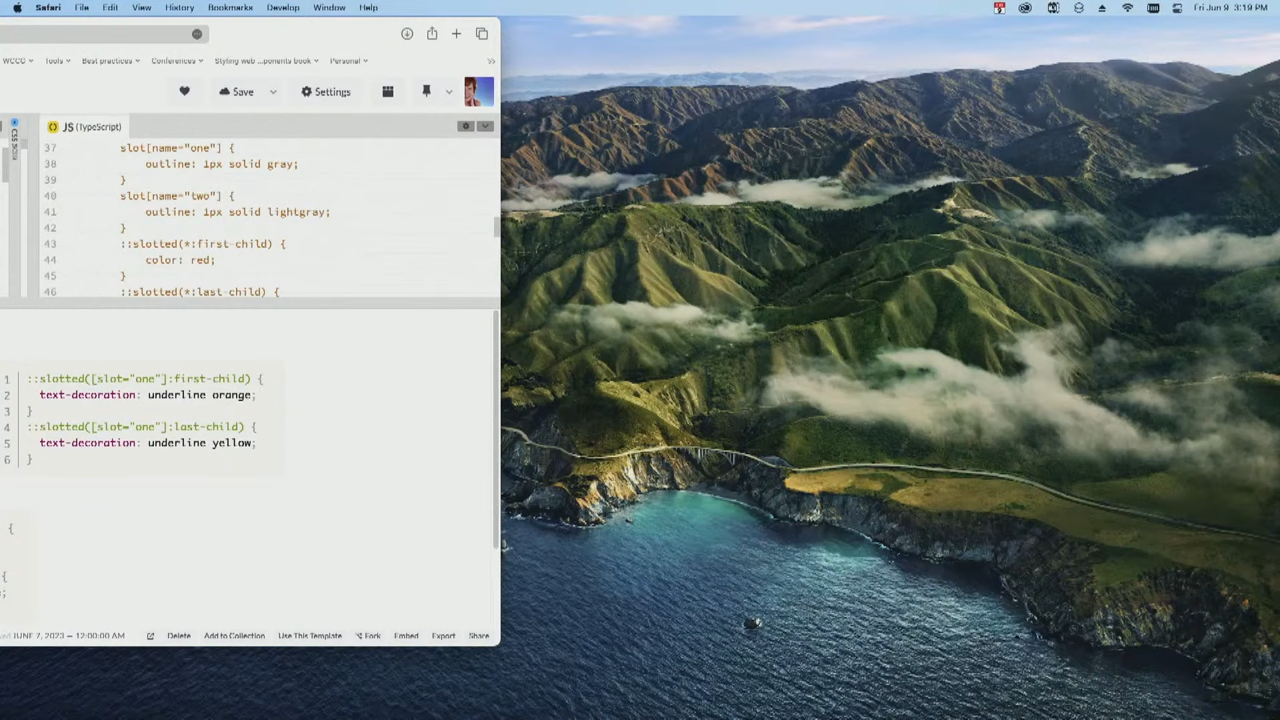 Safari File Edit View History Bookmarks Develop Window Help Fri Jun 9 3:19 PM
WCCG Tools Best practices Conferences Styling web ...ponents book Personal
Save Settings
CSS
JS (TypeScript)
37 slot[name="one"] {
38 outline: 1px solid gray;
39 }
40 slot[name="two"] {
41 outline: 1px solid lightgray;
42 }
43 ::slotted(*:first-child) {
44 color: red;
45 }
46 ::slotted(*:last-child) {
1 ::slotted([slot="one"]:first-child) {
2 text-decoration: underline orange;
3 }
4 ::slotted([slot="one"]:last-child) {
5 text-decoration: underline yellow;
6 }
{
{
;
JUNE 7, 2023 — 12:00:00 AM Delete Add to Collection Use This Template Fork Embed Export Share